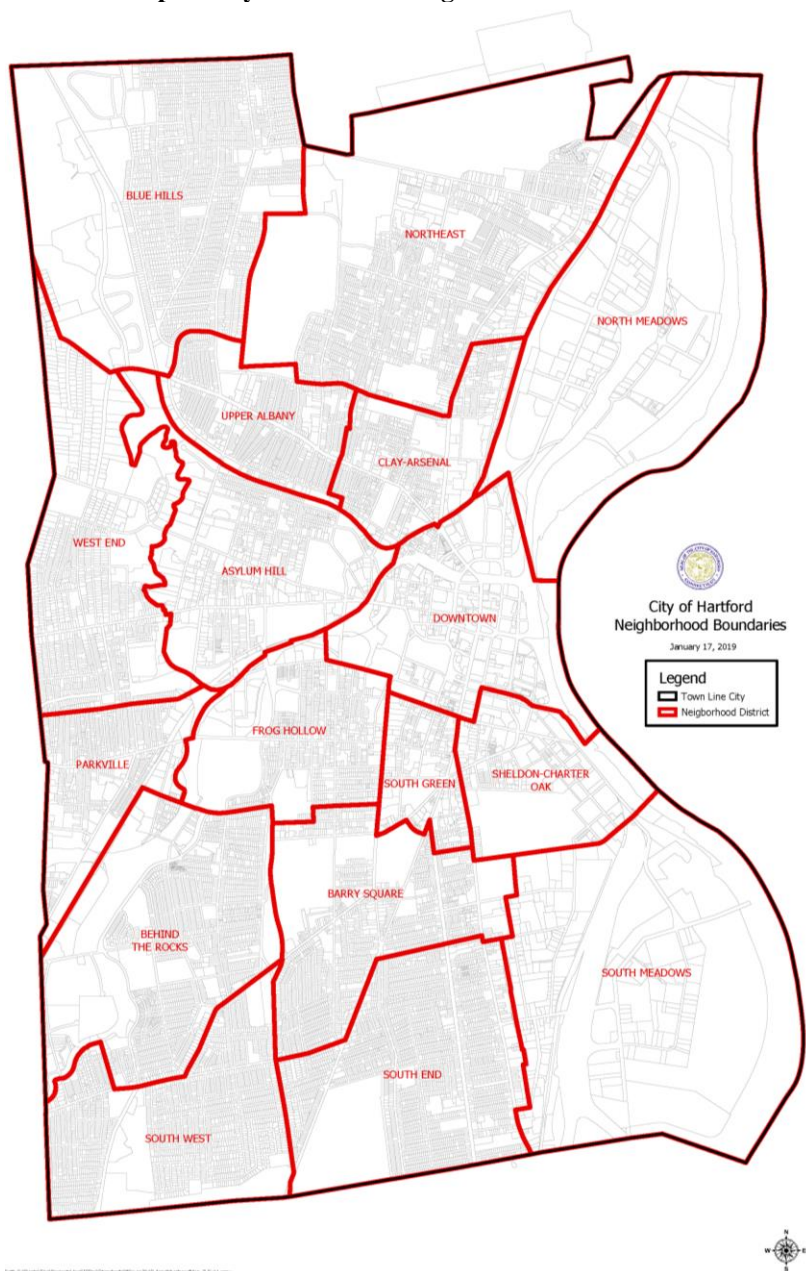 BLUE HILLS
NORTHEAST
NORTH MEADOWS
UPPER ALBANY
CLAY-ARSENAL
WEST END
ASYLUM HILL
DOWNTOWN
City of Hartford
Neighborhood Boundaries
January 17, 2019
Legend
Town Line City
Neigborhood District
FROG HOLLOW
PARKVILLE
SOUTH GREEN
SHELDON-CHARTER
OAK
BARRY SQUARE
BEHIND
THE ROCKS
SOUTH MEADOWS
SOUTH END
SOUTH WEST
N
W
E
S